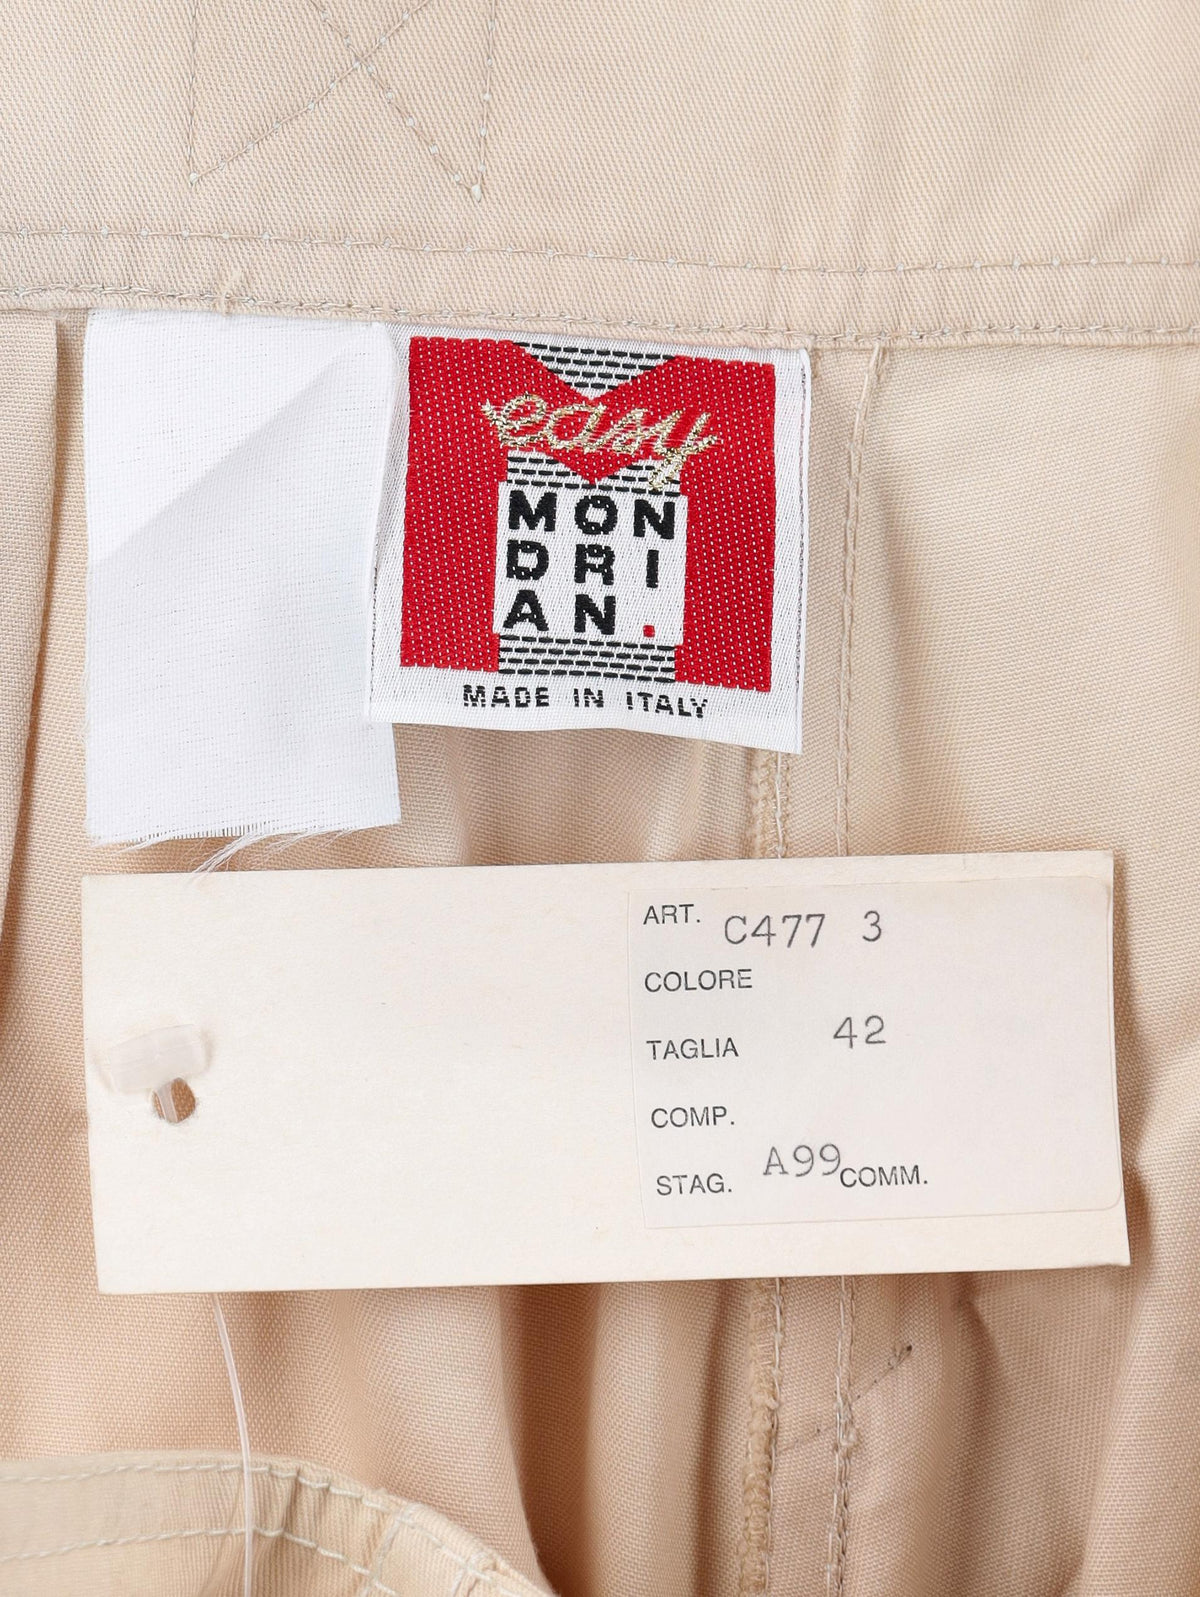 easy
MON
DRI
AN.
MADE IN ITALY
ART. C477 3
COLORE
TAGLIA 42
COMP.
STAG. A99 COMM.